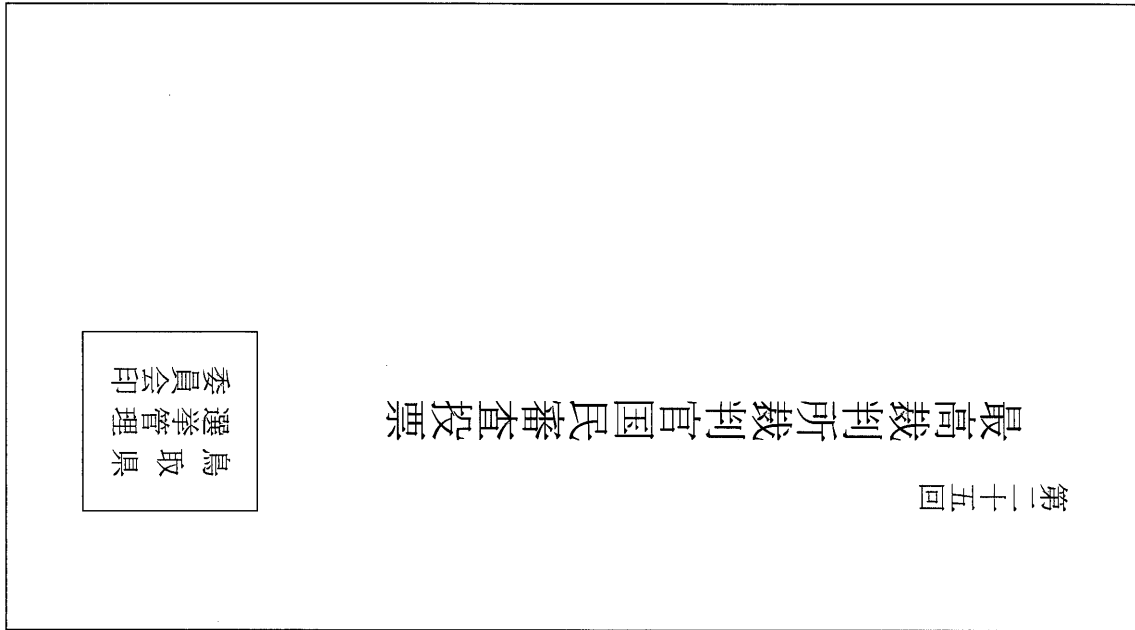 第二十五回
最高裁判所裁判官国民審査投票
鳥取県
選挙管理
委員会印